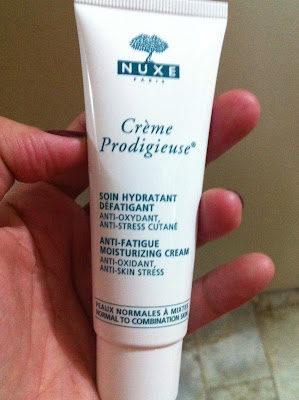 NUXE
PARIS
Crème
Prodigieuse®
SOIN HYDRATANT
DÉFATIGANT
ANTI-OXYDANT,
ANTI-STRESS CUTANÉ
ANTI-FATIGUE
MOISTURIZING CREAM
ANTI-OXIDANT,
ANTI-SKIN STRESS
PEAUX NORMALES À MIXTES
NORMAL TO COMBINATION SKIN